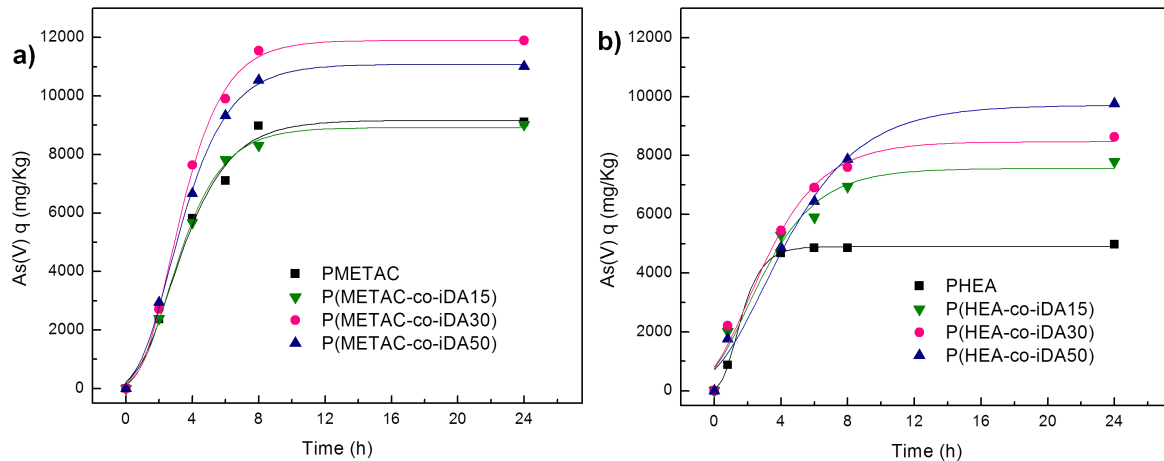 a)
As(V) q (mg/Kg)
12000
10000
8000
6000
4000
2000
0
PMETAC
P(METAC-co-iDA15)
P(METAC-co-iDA30)
P(METAC-co-iDA50)
0 4 8 12 16 20 24
Time (h)
b)
As(V) q (mg/Kg)
12000
10000
8000
6000
4000
2000
0
PHEA
P(HEA-co-iDA15)
P(HEA-co-iDA30)
P(HEA-co-iDA50)
0 4 8 12 16 20 24
Time (h)